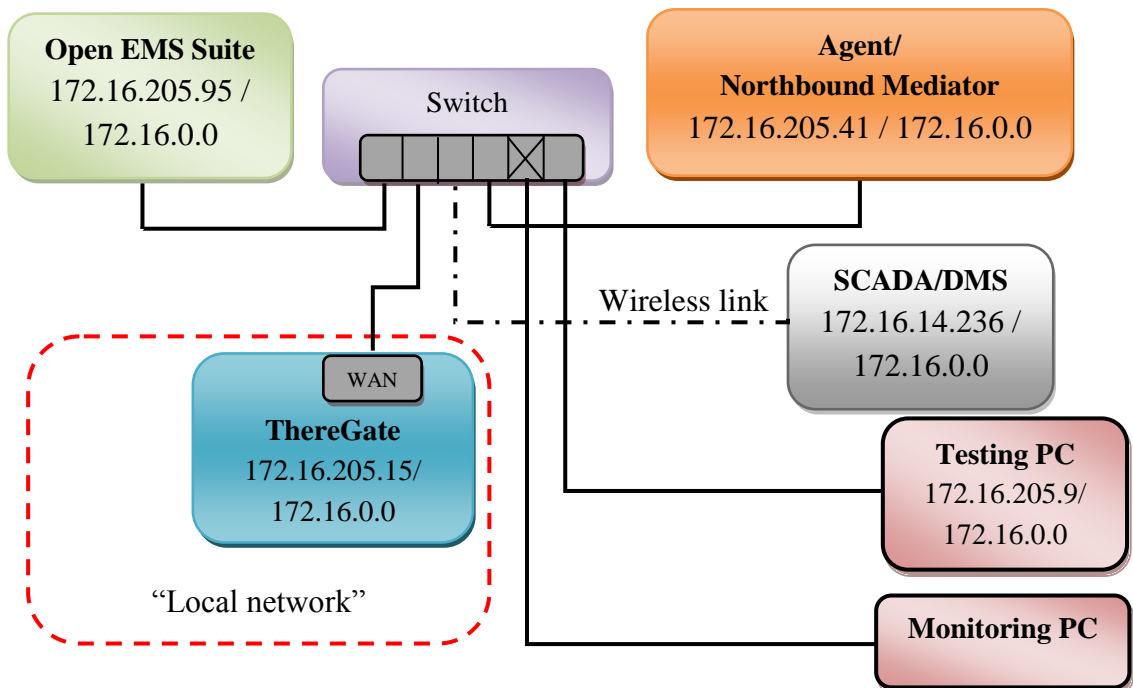 Open EMS Suite
172.16.205.95 /
172.16.0.0
Switch
Agent/
Northbound Mediator
172.16.205.41 / 172.16.0.0
Wireless link
SCADA/DMS
172.16.14.236 /
172.16.0.0
WAN
ThereGate
172.16.205.15/
172.16.0.0
“Local network”
Testing PC
172.16.205.9/
172.16.0.0
Monitoring PC